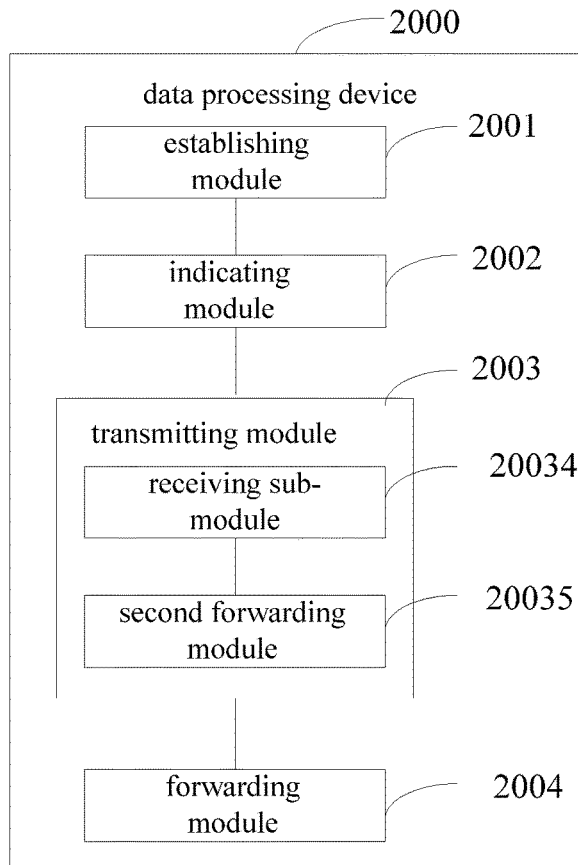 2000
data processing device
establishing
module
2001
indicating
module
2002
2003
transmitting module
receiving sub-
module
20034
second forwarding
module
20035
forwarding
module
2004